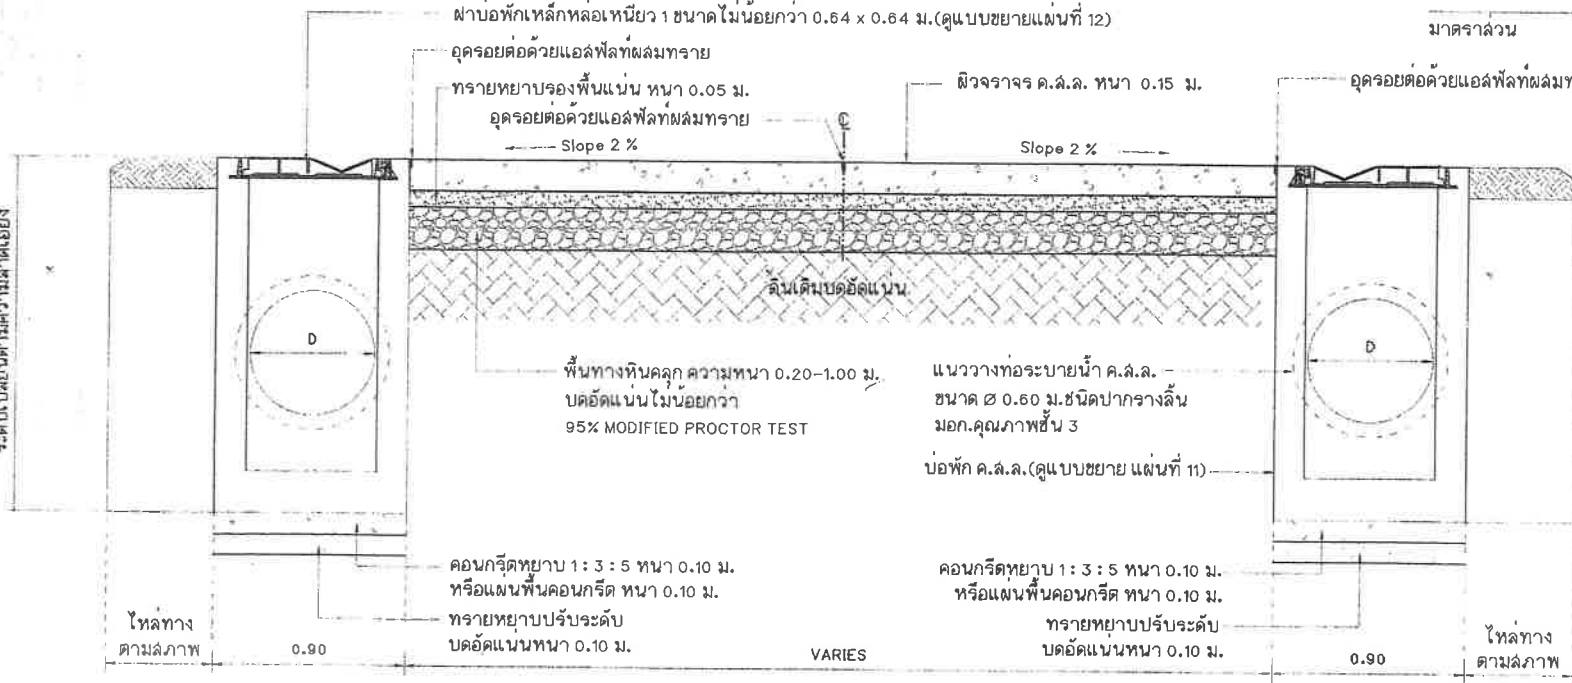 ฝาบ่อพักเหล็กหล่อเหนียว 1 ขนาดไม่น้อยกว่า 0.64 x 0.64 ม.(ดูแบบขยายแผ่นที่ 12)
มาตราส่วน
อุดรอยต่อด้วยแอสฟัลท์ผสมทราย
ทรายหยาบรองพื้นแน่น หนา 0.05 ม.
ผิวจราจร ค.ส.ล. หนา 0.15 ม.
อุดรอยต่อด้วยแอสฟัลท์ผสมท
อุดรอยต่อด้วยแอสฟัลท์ผสมทราย
Slope 2 %
Slope 2 %
ดินเดิมบดอัดแน่น
D
D
พื้นทางหินคลุก ความหนา 0.20-1.00 ม.
บดอัดแน่นไม่น้อยกว่า
95% MODIFIED PROCTOR TEST
แนววางท่อระบายน้ำ ค.ส.ล.
ขนาด Ø 0.60 ม.ชนิดปากรางลิ้น
มอก.คุณภาพชั้น 3
บ่อพัก ค.ส.ล.(ดูแบบขยาย แผ่นที่ 11)
คอนกรีตหยาบ 1 : 3 : 5 หนา 0.10 ม.
หรือแผ่นพื้นคอนกรีต หนา 0.10 ม.
ทรายหยาบปรับระดับ
บดอัดแน่นหนา 0.10 ม.
คอนกรีตหยาบ 1 : 3 : 5 หนา 0.10 ม.
หรือแผ่นพื้นคอนกรีต หนา 0.10 ม.
ทรายหยาบปรับระดับ
บดอัดแน่นหนา 0.10 ม.
ไหล่ทาง
ตามสภาพ
0.90
VARIES
0.90
ไหล่ทาง
ตามสภาพ